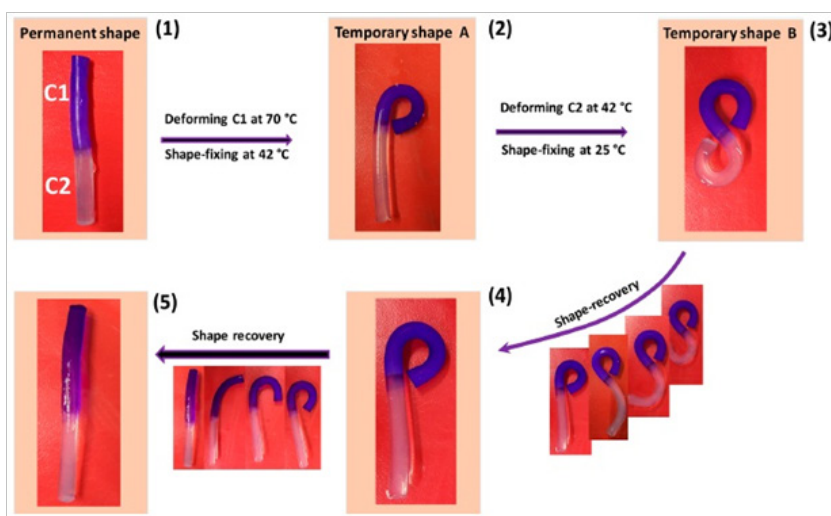 Permanent shape
(1)
Temporary shape A
(2)
Temporary shape B
(3)
C1
C2
Deforming C1 at 70 °C
Shape-fixing at 42 °C
Deforming C2 at 42 °C
Shape-fixing at 25 °C
(5)
Shape recovery
(4)
Shape-recovery